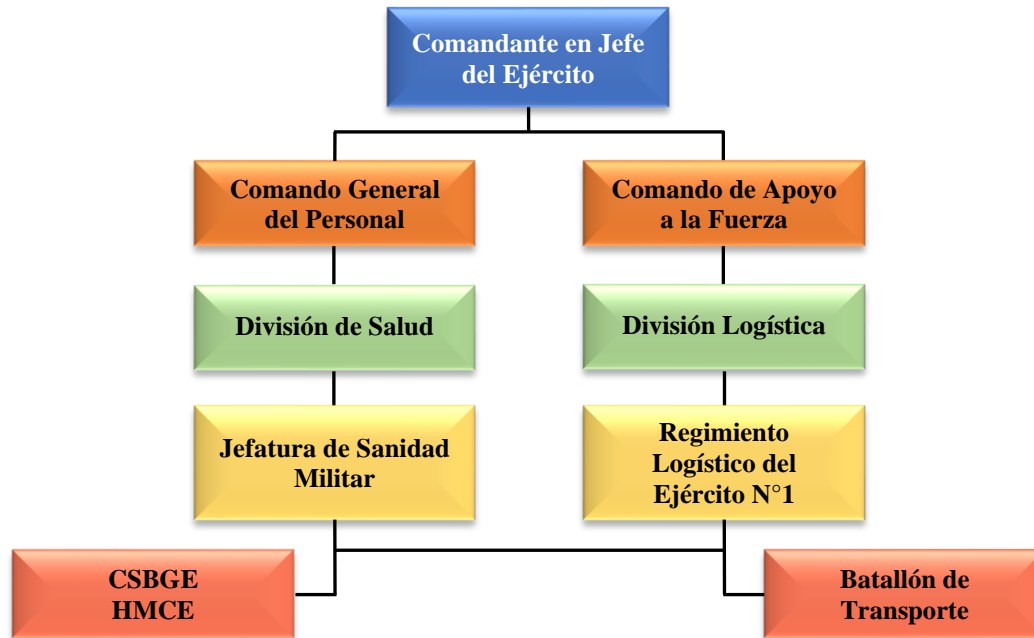 Comandante en Jefe
del Ejército
Comando General
del Personal
Comando de Apoyo
a la Fuerza
División de Salud
División Logística
Jefatura de Sanidad
Militar
Regimiento
Logístico del
Ejército N°1
CSBGE
HMCE
Batallón de
Transporte